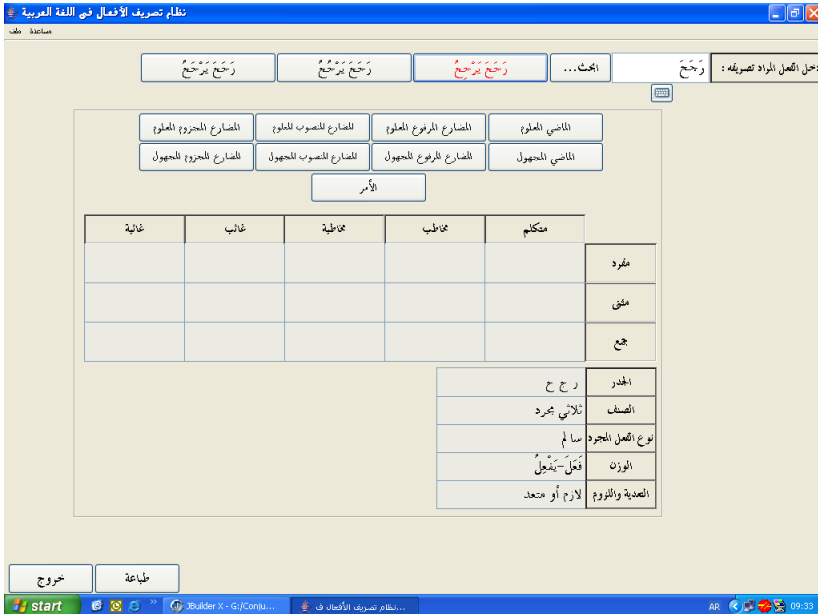 نظام تصريف الأفعال في اللغة العربية
ملف مساعدة
دخل الفعل المراد تصريفه : رَجَحَ ابحث... رَجَحَ يَرْجِحُ رَجَحَ يَرْجُحُ رَجَحَ يَرْجَحُ
الماضي المعلوم المضارع المرفوع المعلوم المضارع المنصوب المعلوم المضارع المجزوم المعلوم
الماضي المجهول المضارع المرفوع المجهول المضارع المنصوب المجهول المضارع المجزوم المجهول
الأمر
متكلم مخاطب مخاطبة غائب غائبة
مفرد
مثنى
جمع
الجذر ر ج ح
الصنف ثلاثي مجرد
نوع الفعل المجرد سالم
الوزن فَعَلَ-يَفْعِلُ
التعدية واللزوم لازم أو متعد
طباعة خروج
start » JBuilder X - G:/Conju... نظام تصريف الأفعال ف... AR 09:33